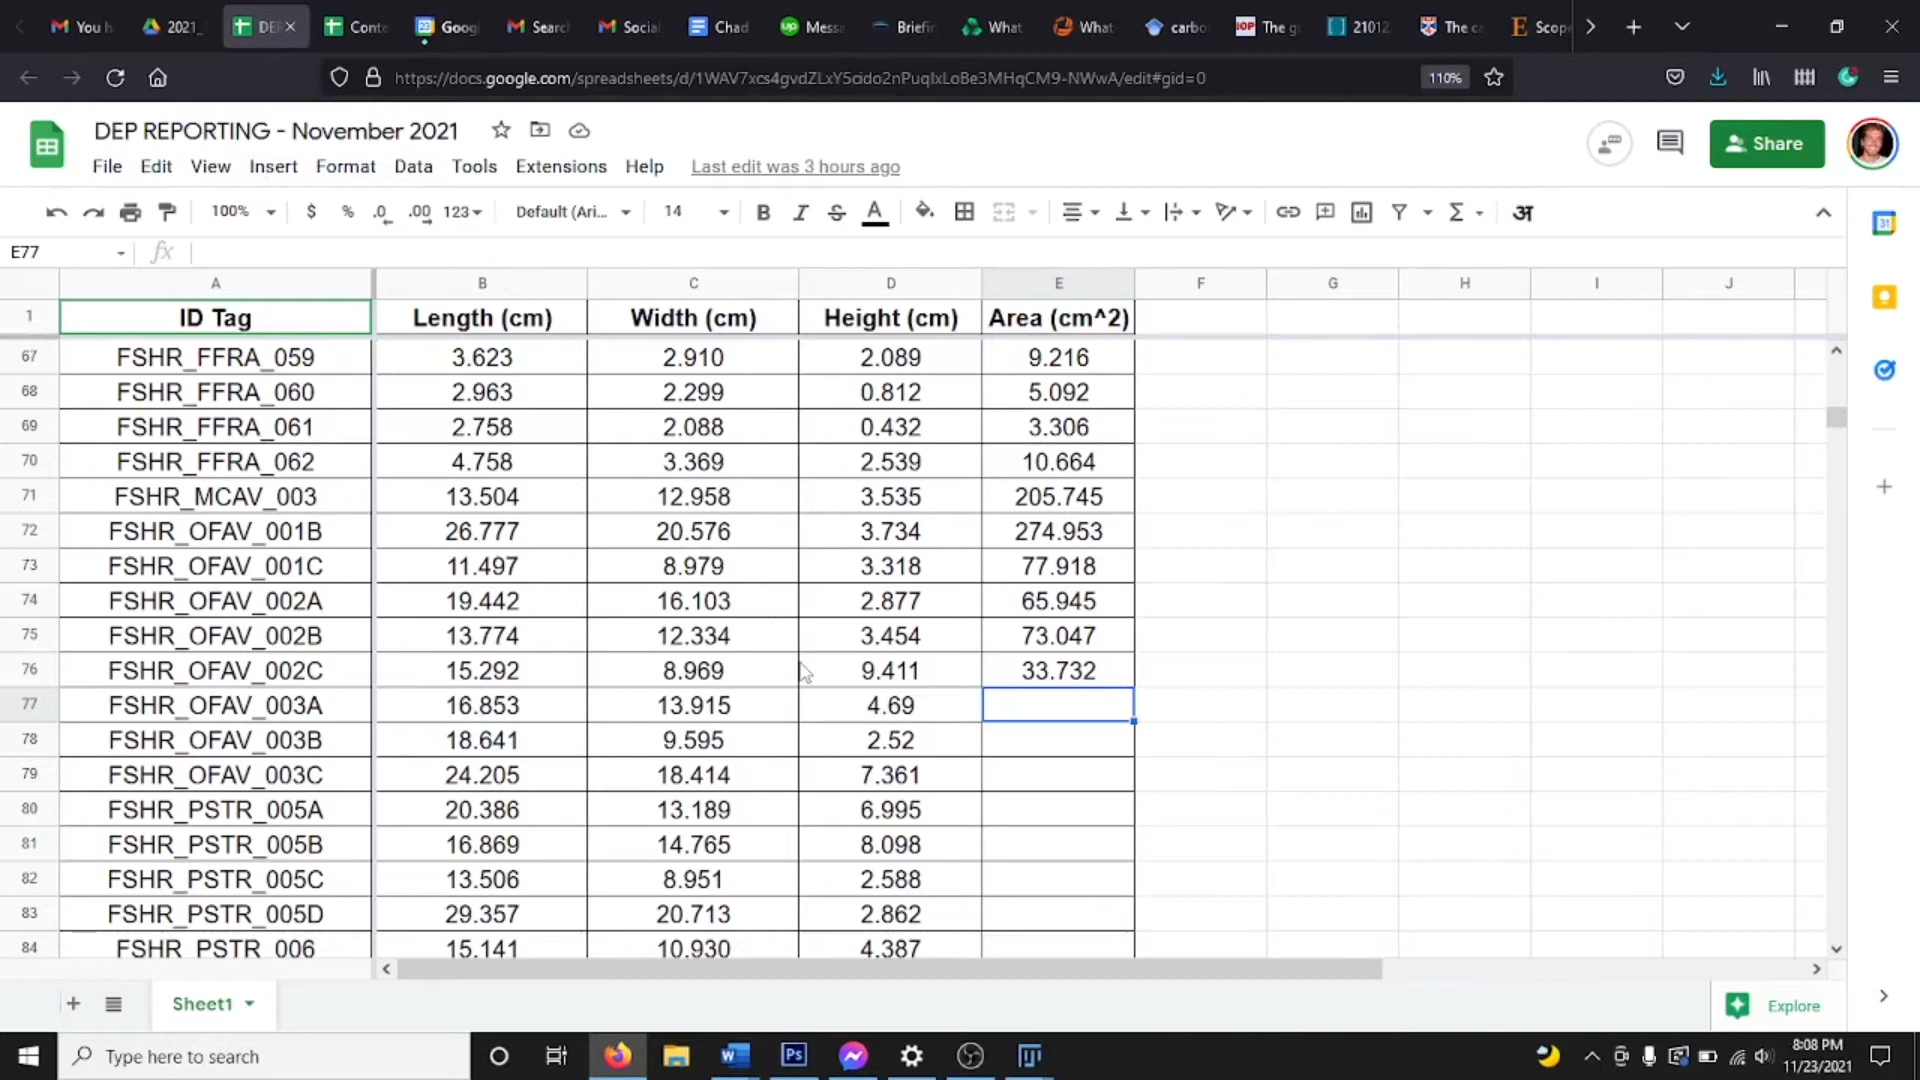 You h
2021_
DE
Conte
Goog
Searc
Social
Chad
Messa
Briefin
What
What
carbo
IOP The g
21012
The c
Scope
https://docs.google.com/spreadsheets/d/1WAV7xcs4gvdZLxY5cido2nPuqIxLoBe3MHqCM9-NWwA/edit#gid=0
110%
DEP REPORTING - November 2021
Share
File Edit View Insert Format Data Tools Extensions Help Last edit was 3 hours ago
100% $ % .0 .00 123 Default (Ari... 14 B I S A अ
E77 fx
A B C D E F G H I J
1 ID Tag Length (cm) Width (cm) Height (cm) Area (cm^2)
67 FSHR_FFRA_059 3.623 2.910 2.089 9.216
68 FSHR_FFRA_060 2.963 2.299 0.812 5.092
69 FSHR_FFRA_061 2.758 2.088 0.432 3.306
70 FSHR_FFRA_062 4.758 3.369 2.539 10.664
71 FSHR_MCAV_003 13.504 12.958 3.535 205.745
72 FSHR_OFAV_001B 26.777 20.576 3.734 274.953
73 FSHR_OFAV_001C 11.497 8.979 3.318 77.918
74 FSHR_OFAV_002A 19.442 16.103 2.877 65.945
75 FSHR_OFAV_002B 13.774 12.334 3.454 73.047
76 FSHR_OFAV_002C 15.292 8.969 9.411 33.732
77 FSHR_OFAV_003A 16.853 13.915 4.69
78 FSHR_OFAV_003B 18.641 9.595 2.52
79 FSHR_OFAV_003C 24.205 18.414 7.361
80 FSHR_PSTR_005A 20.386 13.189 6.995
81 FSHR_PSTR_005B 16.869 14.765 8.098
82 FSHR_PSTR_005C 13.506 8.951 2.588
83 FSHR_PSTR_005D 29.357 20.713 2.862
84 FSHR_PSTR_006 15.141 10.930 4.387
Sheet1
Explore
Type here to search
8:08 PM
11/23/2021